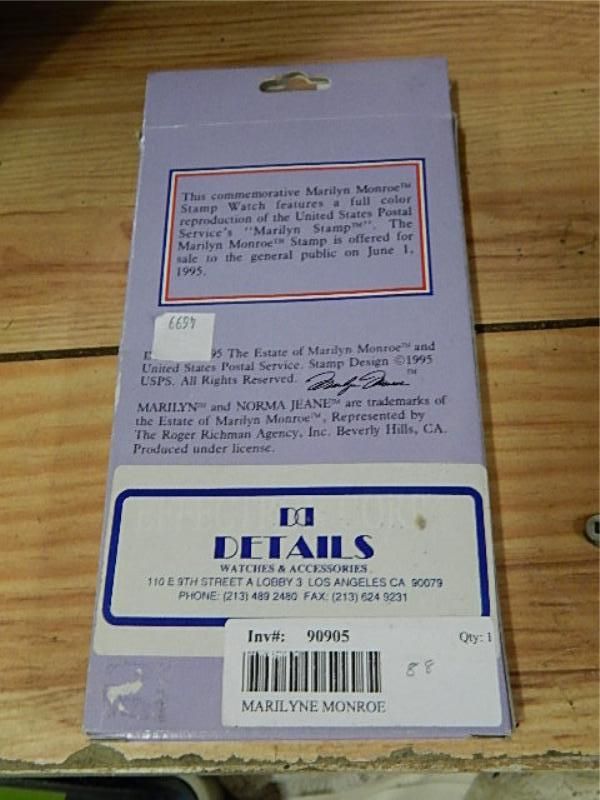 This commemorative Marilyn Monroe™
Stamp Watch features a full color
reproduction of the United States Postal
Service's "Marilyn Stamp™". The
Marilyn Monroe™ Stamp is offered for
sale to the general public on June 1,
1995.
4699
95 The Estate of Marilyn Monroe™ and
United States Postal Service. Stamp Design ©1995
USPS. All Rights Reserved. Marilyn Monroe ™
MARILYN™ and NORMA JEANE™ are trademarks of
the Estate of Marilyn Monroe™, Represented by
The Roger Richman Agency, Inc. Beverly Hills, CA.
Produced under license.
DETAILS
WATCHES & ACCESSORIES
110 E 9TH STREET A LOBBY 3 LOS ANGELES CA 90079
PHONE: (213) 489 2480 FAX: (213) 624 9231
Inv#: 90905 Qty: 1
88
MARILYNE MONROE